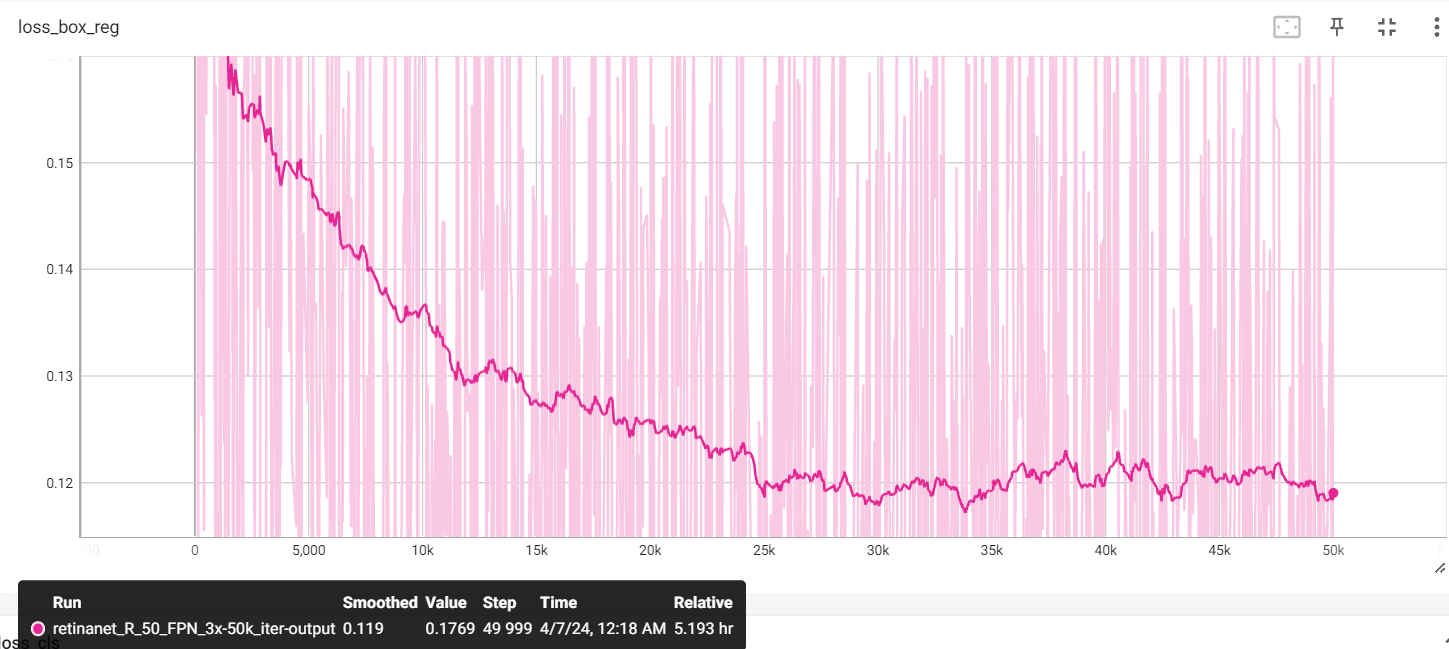 loss_box_reg
0.15
0.14
0.13
0.12
0 5,000 10k 15k 20k 25k 30k 35k 40k 45k 50k
Run Smoothed Value Step Time Relative
retinanet_R_50_FPN_3x-50k_iter-output 0.119 0.1769 49 999 4/7/24, 12:18 AM 5.193 hr
loss_cls